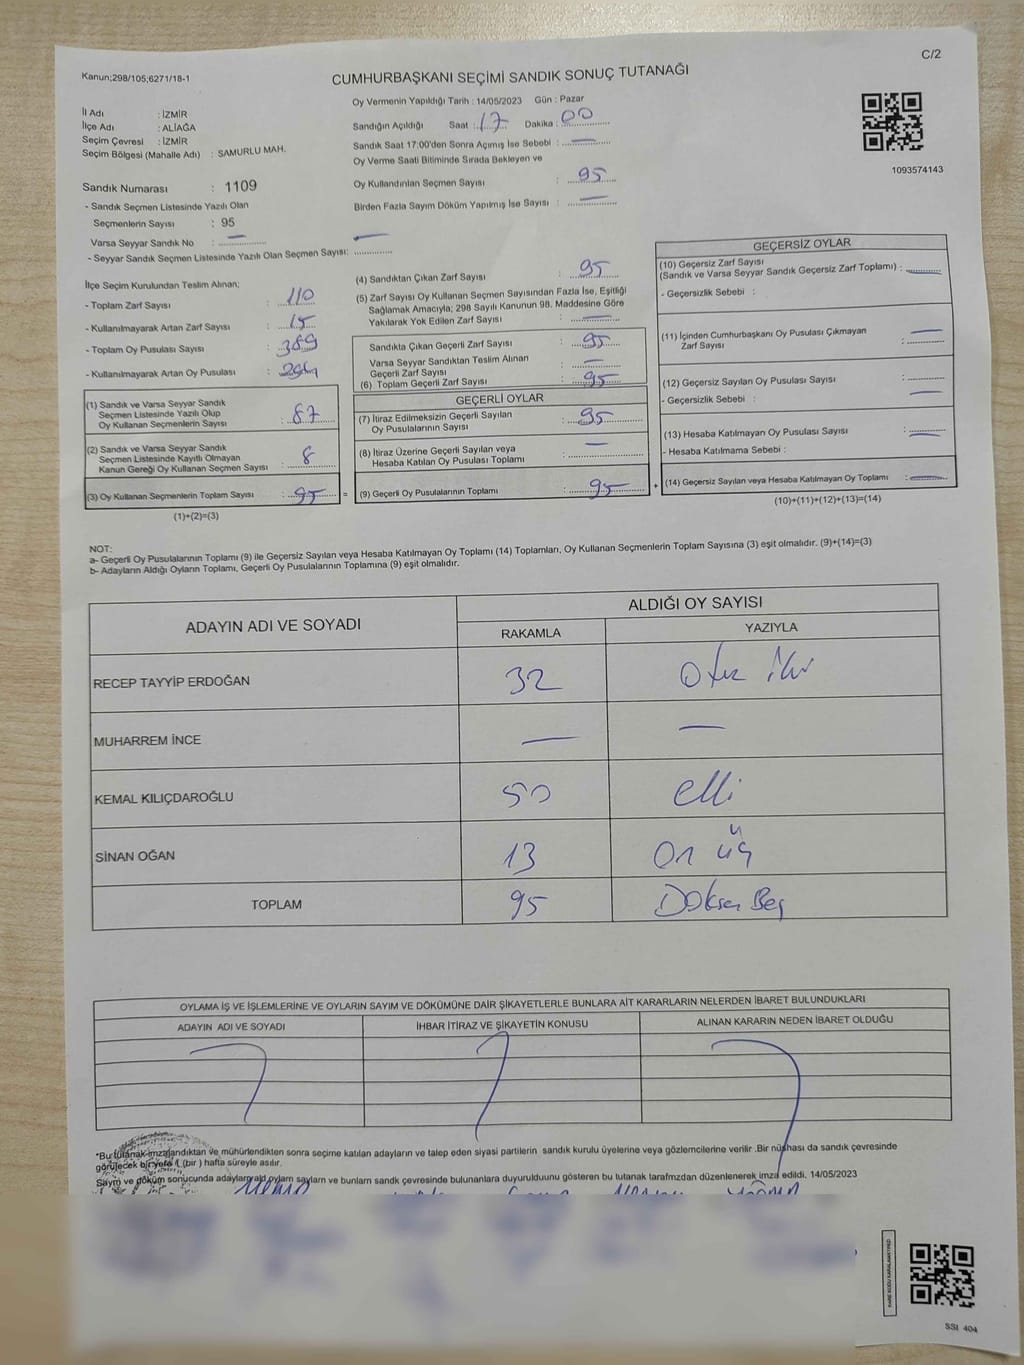 C/2
Kanun;298/105;6271/18-1
CUMHURBAŞKANI SEÇİMİ SANDIK SONUÇ TUTANAĞI
İl Adı : İZMİR
İlçe Adı : ALİAĞA
Seçim Çevresi : İZMİR
Seçim Bölgesi (Mahalle Adı) : SAMURLU MAH.
Oy Vermenin Yapıldığı Tarih : 14/05/2023 Gün : Pazar
Sandığın Açıldığı Saat : 17 Dakika : 00
Sandık Saat 17:00'den Sonra Açımış İse Sebebi : —
Oy Verme Saati Bitiminde Sırada Bekleyen ve
Oy Kullandırılan Seçmen Sayısı : 95
Birden Fazla Sayım Döküm Yapılmış İse Sayısı : —
1093574143
Sandık Numarası : 1109
- Sandık Seçmen Listesinde Yazılı Olan
Seçmenlerin Sayısı : 95
Varsa Seyyar Sandık No : —
- Seyyar Sandık Seçmen Listesinde Yazılı Olan Seçmen Sayısı: —
İlçe Seçim Kurulundan Teslim Alınan;
- Toplam Zarf Sayısı : 110
- Kullanılmayarak Artan Zarf Sayısı : 15
- Toplam Oy Pusulası Sayısı : 389
- Kullanılmayarak Artan Oy Pusulası : 294
(1) Sandık ve Varsa Seyyar Sandık
Seçmen Listesinde Yazılı Olup
Oy Kullanan Seçmenlerin Sayısı : 87
(2) Sandık ve Varsa Seyyar Sandık
Seçmen Listesinde Kayıtlı Olmayan
Kanun Gereği Oy Kullanan Seçmen Sayısı : 8
(3) Oy Kullanan Seçmenlerin Toplam Sayısı : 95 =
(1)+(2)=(3)
(4) Sandıktan Çıkan Zarf Sayısı : 95
(5) Zarf Sayısı Oy Kullanan Seçmen Sayısından Fazla İse, Eşitliği
Sağlamak Amacıyla; 298 Sayılı Kanunun 98. Maddesine Göre
Yakılarak Yok Edilen Zarf Sayısı : —
Sandıkta Çıkan Geçerli Zarf Sayısı : 95
Varsa Seyyar Sandıktan Teslim Alınan
Geçerli Zarf Sayısı : —
(6) Toplam Geçerli Zarf Sayısı : 95
GEÇERLİ OYLAR
(7) İtiraz Edilmeksizin Geçerli Sayılan
Oy Pusulalarının Sayısı : 95
(8) İtiraz Üzerine Geçerli Sayılan veya
Hesaba Katılan Oy Pusulası Toplamı : —
(9) Geçerli Oy Pusulalarının Toplamı : 95 +
GEÇERSİZ OYLAR
(10) Geçersiz Zarf Sayısı
(Sandık ve Varsa Seyyar Sandık Geçersiz Zarf Toplamı) : —
- Geçersizlik Sebebi :
(11) İçinden Cumhurbaşkanı Oy Pusulası Çıkmayan
Zarf Sayısı : —
(12) Geçersiz Sayılan Oy Pusulası Sayısı : —
- Geçersizlik Sebebi :
(13) Hesaba Katılmayan Oy Pusulası Sayısı : —
- Hesaba Katılmama Sebebi :
(14) Geçersiz Sayılan veya Hesaba Katılmayan Oy Toplamı : —
(10)+(11)+(12)+(13)=(14)
NOT:
a- Geçerli Oy Pusulalarının Toplamı (9) ile Geçersiz Sayılan veya Hesaba Katılmayan Oy Toplamı (14) Toplamları, Oy Kullanan Seçmenlerin Toplam Sayısına (3) eşit olmalıdır. (9)+(14)=(3)
b- Adayların Aldığı Oyların Toplamı, Geçerli Oy Pusulalarının Toplamına (9) eşit olmalıdır.
ADAYIN ADI VE SOYADI
ALDIĞI OY SAYISI
RAKAMLA YAZIYLA
RECEP TAYYİP ERDOĞAN 32 Otuz iki
MUHARREM İNCE — —
KEMAL KILIÇDAROĞLU 50 elli
SİNAN OĞAN 13 On üç
TOPLAM 95 Doksan Beş
OYLAMA İŞ VE İŞLEMLERİNE VE OYLARIN SAYIM VE DÖKÜMÜNE DAİR ŞİKAYETLERLE BUNLARA AİT KARARLARIN NELERDEN İBARET BULUNDUKLARI
ADAYIN ADI VE SOYADI İHBAR İTİRAZ VE ŞİKAYETİN KONUSU ALINAN KARARIN NEDEN İBARET OLDUĞU
*Bu tutanak imzalandıktan ve mühürlendikten sonra seçime katılan adayların ve talep eden siyasi partilerin sandık kurulu üyelerine veya gözlemcilerine verilir. Bir nüshası da sandık çevresinde
görülecek bir yere 1 (bir ) hafta süreyle asılır.
Sayım ve döküm sonucunda adayların aldığı oyların sayıları ve bunların sandık çevresinde bulunanlara duyurulduunu gösteren bu tutanak tarafımızdan düzenlenerek imza edildi. 14/05/2023
SSI 404